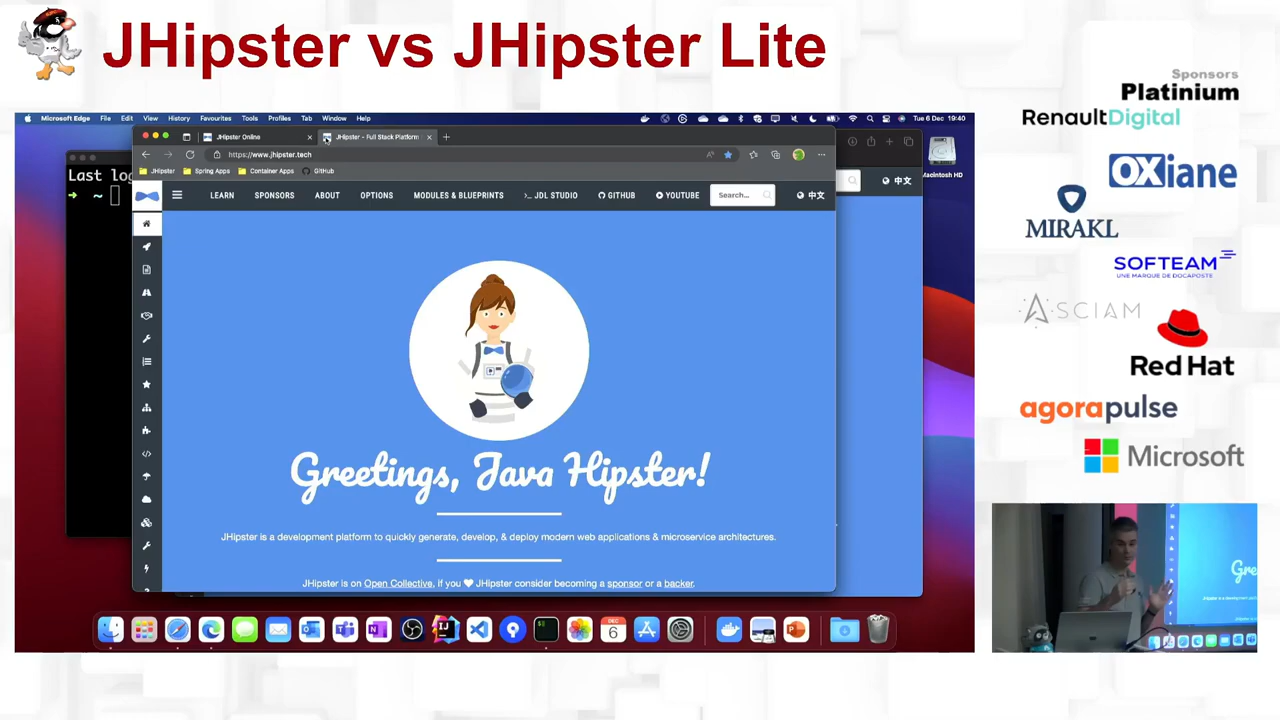 JHipster vs JHipster Lite
Sponsors
Platinium
RenaultDigital
OXiane
MIRAKL
SOFTEAM
UNE MARQUE DE DOCAPOSTE
ASCIAM
Red Hat
agorapulse
Microsoft
Microsoft Edge File Edit View History Favourites Tools Profiles Tab Window Help Tue 6 Dec 19:40
JHipster Online JHipster - Full Stack Platform
https://www.jhipster.tech
JHipster Spring Apps Container Apps GitHub
Last log
~
LEARN SPONSORS ABOUT OPTIONS MODULES & BLUEPRINTS >_ JDL STUDIO GITHUB YOUTUBE Search... 中文
中文
Macintosh HD
Greetings, Java Hipster!
JHipster is a development platform to quickly generate, develop, & deploy modern web applications & microservice architectures.
JHipster is on Open Collective, if you ❤ JHipster consider becoming a sponsor or a backer.
DEC
6